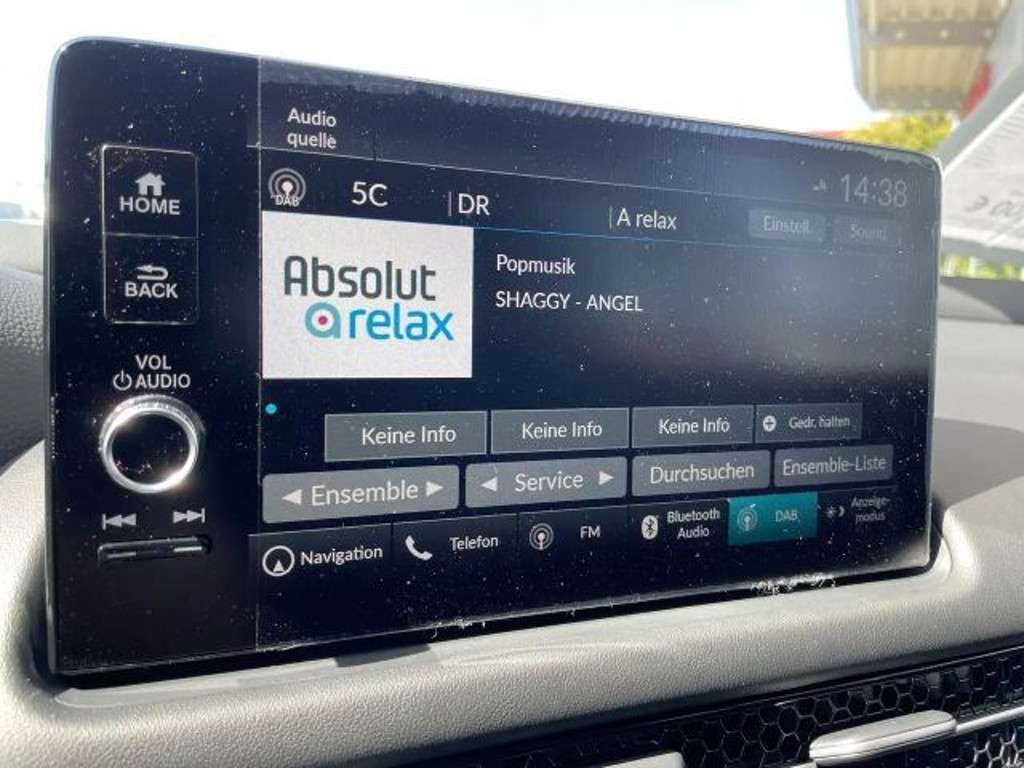 Audio
quelle
HOME
BACK
VOL
AUDIO
DAB
5C
DR
A relax
14:38
Einstell.
Sound
Absolut
relax
Popmusik
SHAGGY - ANGEL
Keine Info
Keine Info
Keine Info
Gedr. halten
Ensemble
Service
Durchsuchen
Ensemble-Liste
Navigation
Telefon
FM
Bluetooth
Audio
DAB
Anzeige-
modus